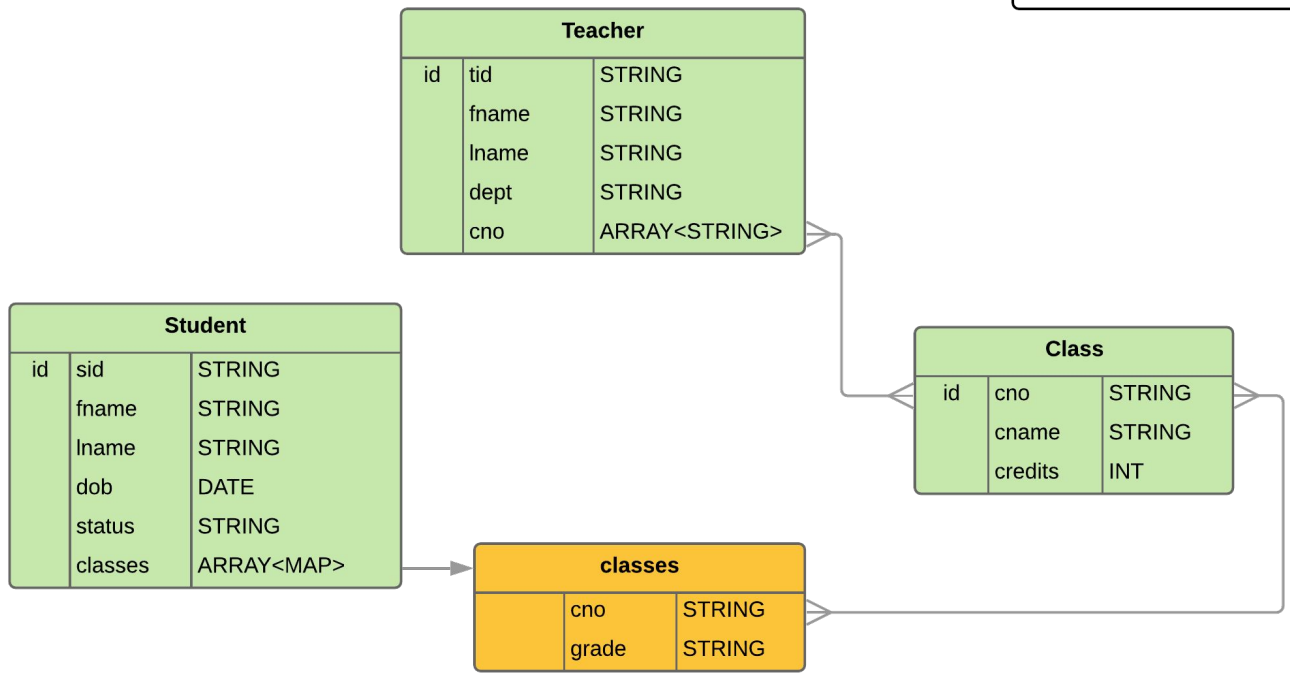 Teacher
id tid STRING
fname STRING
lname STRING
dept STRING
cno ARRAY<STRING>
Student
id sid STRING
fname STRING
lname STRING
dob DATE
status STRING
classes ARRAY<MAP>
Class
id cno STRING
cname STRING
credits INT
classes
cno STRING
grade STRING